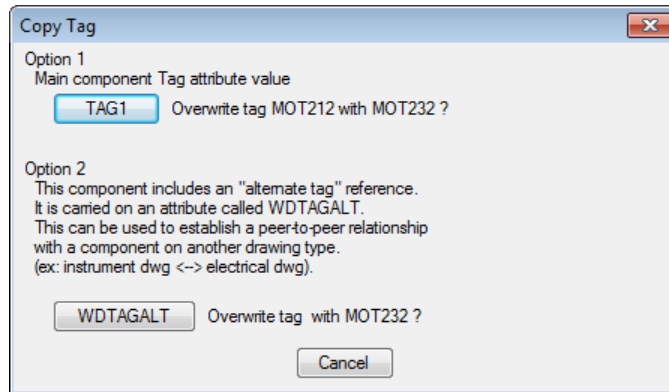 Copy Tag
Option 1
Main component Tag attribute value
TAG1 Overwrite tag MOT212 with MOT232 ?
Option 2
This component includes an "alternate tag" reference.
It is carried on an attribute called WDTAGALT.
This can be used to establish a peer-to-peer relationship
with a component on another drawing type.
(ex: instrument dwg <--> electrical dwg).
WDTAGALT Overwrite tag  with MOT232 ?
Cancel